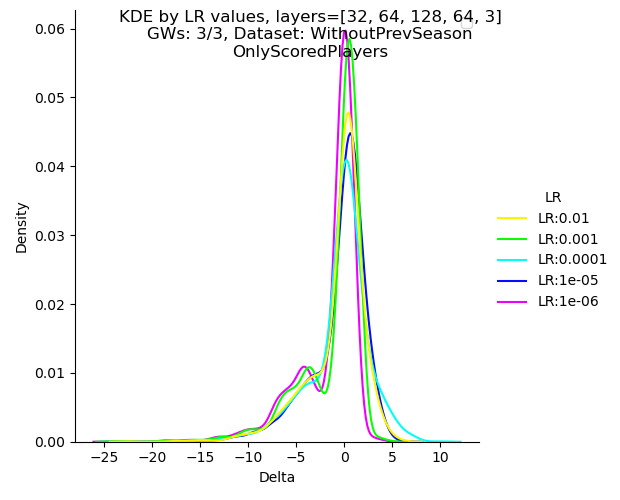 KDE by LR values, layers=[32, 64, 128, 64, 3]
GWs: 3/3, Dataset: WithoutPrevSeason
OnlyScoredPlayers
0.06
0.05
0.04
0.03
0.02
0.01
0.00
Density
−25
−20
−15
−10
−5
0
5
10
Delta
LR
LR:0.01
LR:0.001
LR:0.0001
LR:1e-05
LR:1e-06